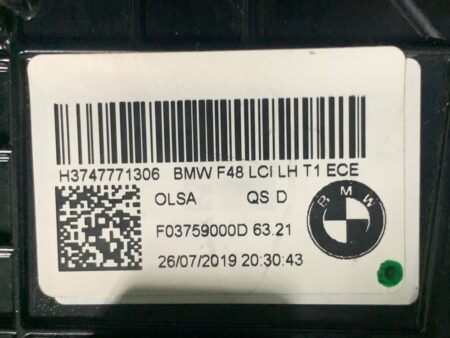 H3747771306 BMW F48 LCI LH T1 ECE
OLSA QS D
F03759000D 63.21
26/07/2019 20:30:43
BMW